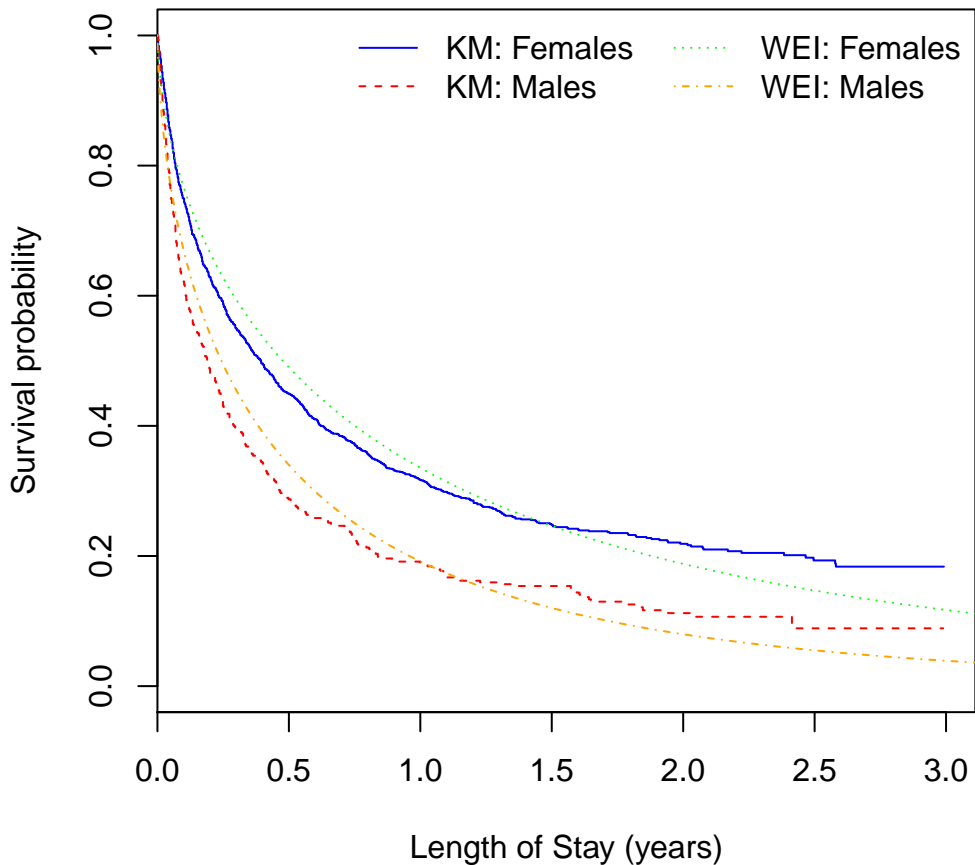 KM: Females
KM: Males
WEI: Females
WEI: Males
Survival probability
1.0
0.8
0.6
0.4
0.2
0.0
0.0 0.5 1.0 1.5 2.0 2.5 3.0
Length of Stay (years)